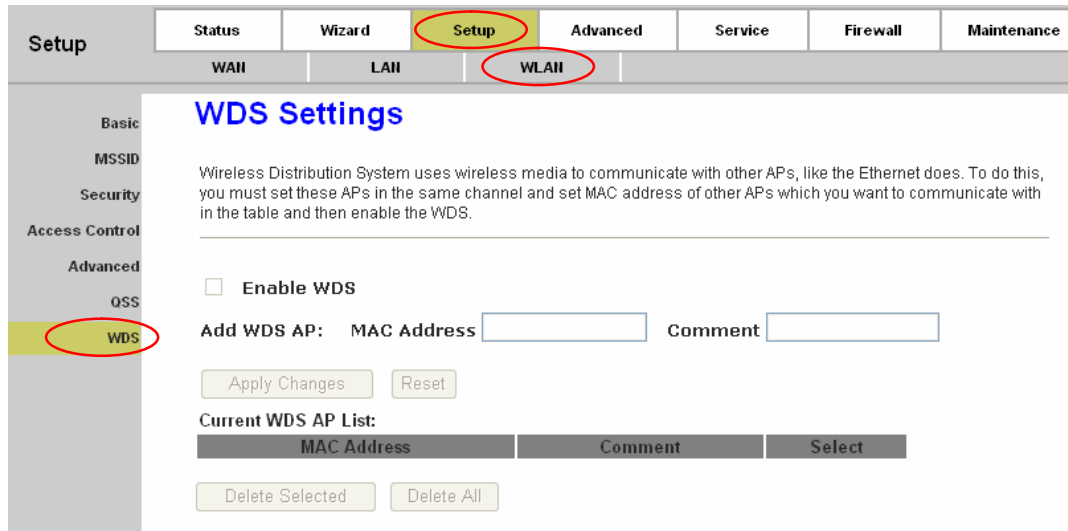 Setup
Status Wizard Setup Advanced Service Firewall Maintenance
WAN LAN WLAN
Basic
MSSID
Security
Access Control
Advanced
QSS
WDS
WDS Settings
Wireless Distribution System uses wireless media to communicate with other APs, like the Ethernet does. To do this,
you must set these APs in the same channel and set MAC address of other APs which you want to communicate with
in the table and then enable the WDS.
Enable WDS
Add WDS AP: MAC Address Comment
Apply Changes Reset
Current WDS AP List:
MAC Address Comment Select
Delete Selected Delete All